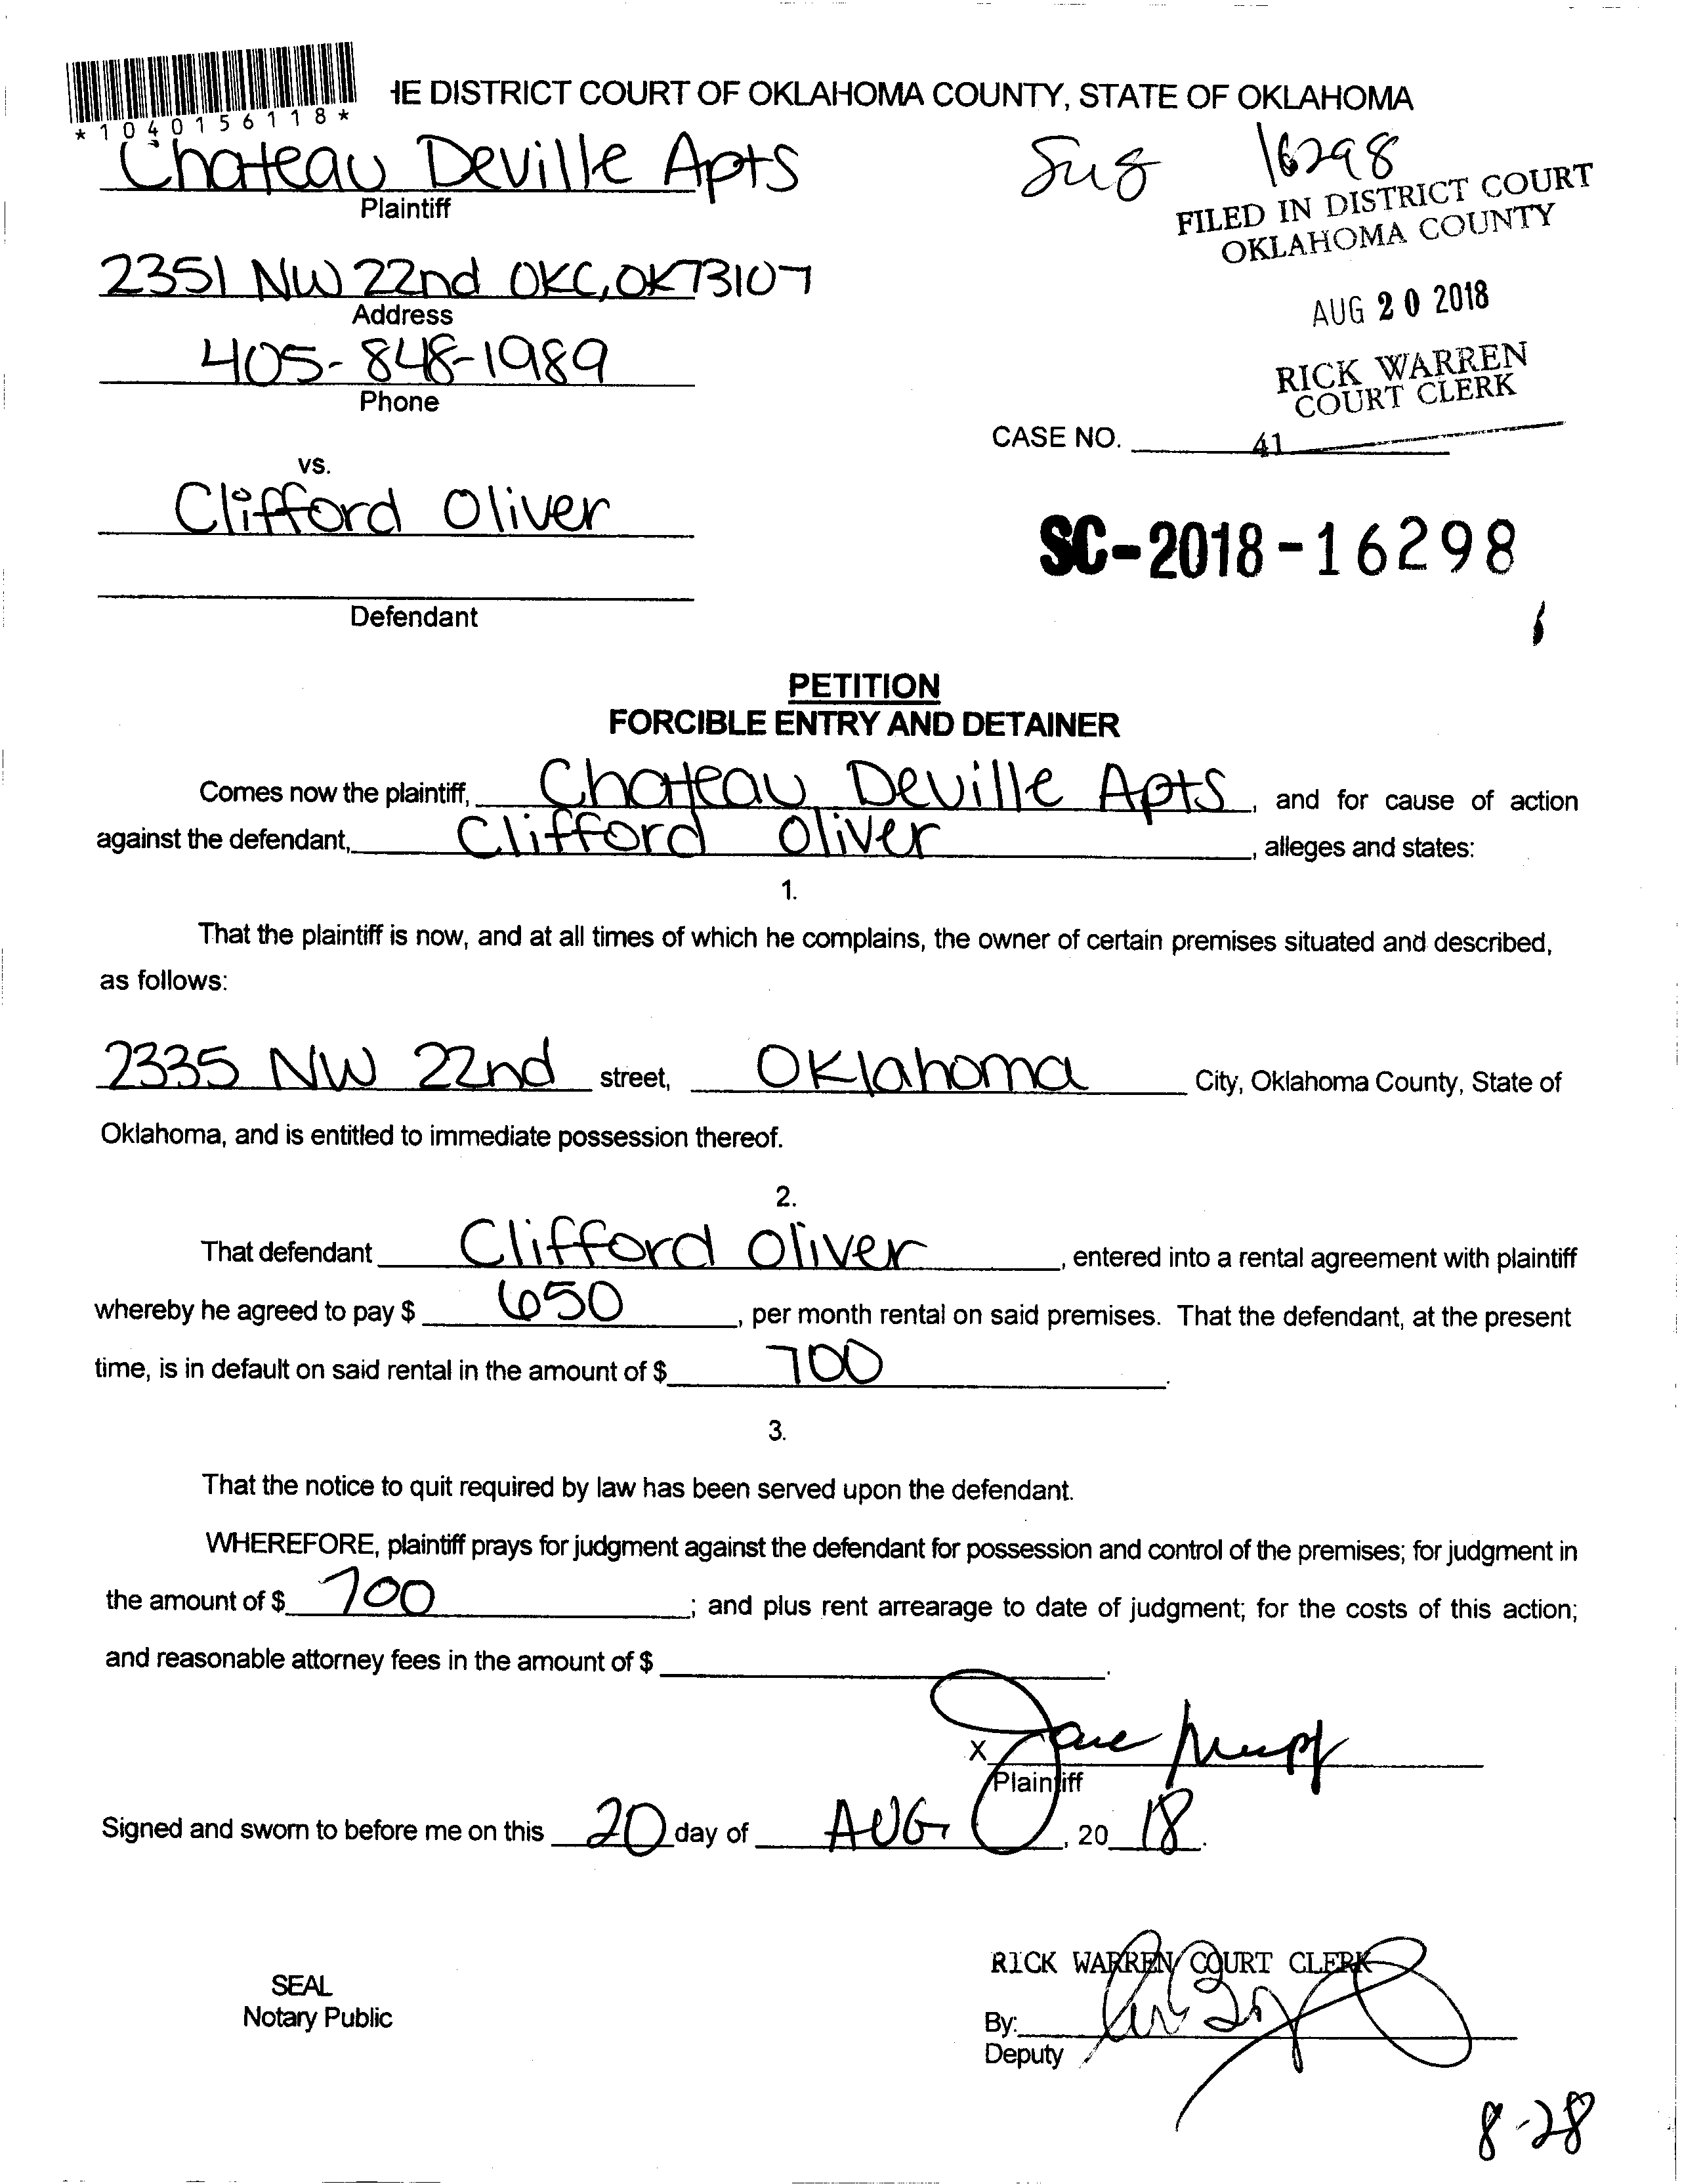 *1040156118*
HE DISTRICT COURT OF OKLAHOMA COUNTY, STATE OF OKLAHOMA
Chateau Deville Apts
Plaintiff
16298
FILED IN DISTRICT COURT
OKLAHOMA COUNTY
2351 NW 22nd OKC, OK 73107
Address
AUG 20 2018
405-848-1989
Phone
RICK WARREN
COURT CLERK
CASE NO. 41
vs.
Clifford Oliver
SC-2018-16298
Defendant
PETITION
FORCIBLE ENTRY AND DETAINER
Comes now the plaintiff, Chateau Deville Apts, and for cause of action
against the defendant, Clifford Oliver, alleges and states:
1.
That the plaintiff is now, and at all times of which he complains, the owner of certain premises situated and described,
as follows:
2335 NW 22nd street, Oklahoma City, Oklahoma County, State of
Oklahoma, and is entitled to immediate possession thereof.
2.
That defendant Clifford Oliver, entered into a rental agreement with plaintiff
whereby he agreed to pay $ 650, per month rental on said premises. That the defendant, at the present
time, is in default on said rental in the amount of $ 700.
3.
That the notice to quit required by law has been served upon the defendant.
WHEREFORE, plaintiff prays for judgment against the defendant for possession and control of the premises; for judgment in
the amount of $ 700; and plus rent arrearage to date of judgment; for the costs of this action;
and reasonable attorney fees in the amount of $ .
X
Plaintiff
Signed and sworn to before me on this 20 day of AUG, 20 18.
RICK WARREN COURT CLERK
SEAL
Notary Public
By:
Deputy
8-28